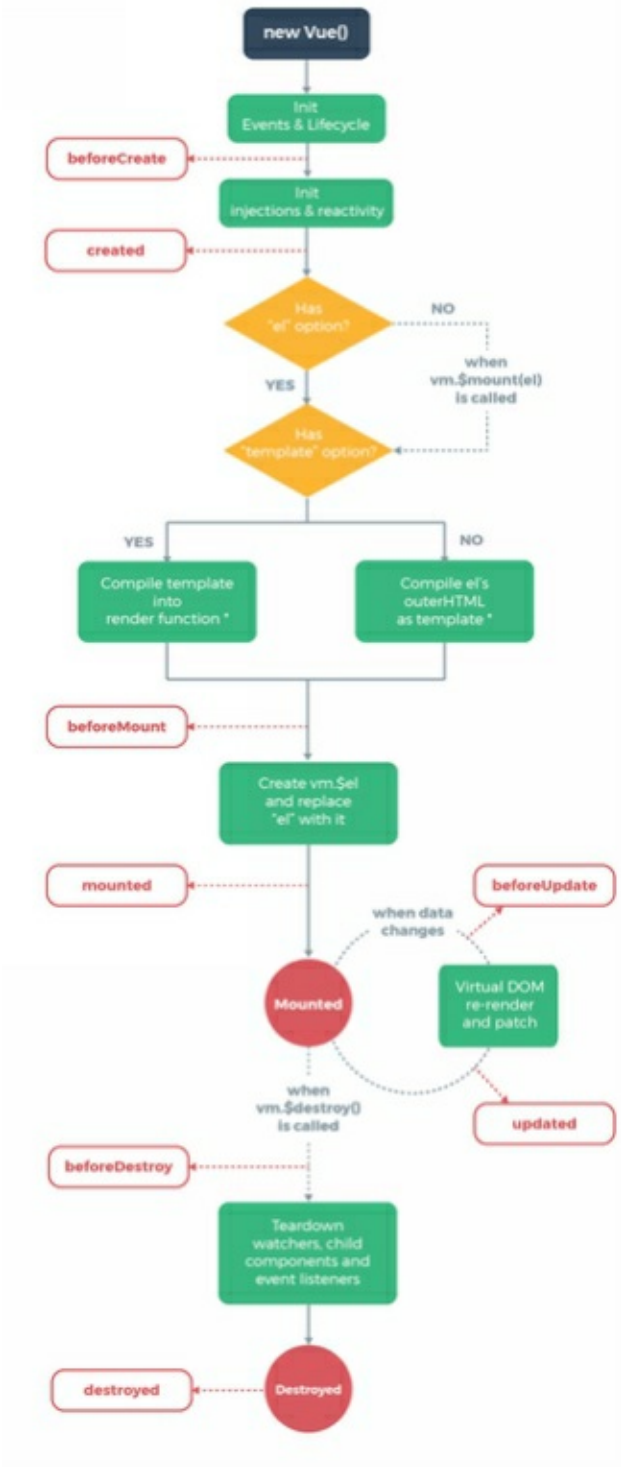 new Vue()
Init
Events & Lifecycle
beforeCreate
Init
injections & reactivity
created
Has
"el" option?
NO
when
vm.$mount(el)
is called
YES
Has
"template" option?
YES
NO
Compile template
into
render function *
Compile el's
outerHTML
as template *
beforeMount
Create vm.$el
and replace
"el" with it
mounted
beforeUpdate
when data
changes
Mounted
Virtual DOM
re-render
and patch
when
vm.$destroy()
is called
updated
beforeDestroy
Teardown
watchers, child
components and
event listeners
destroyed
Destroyed